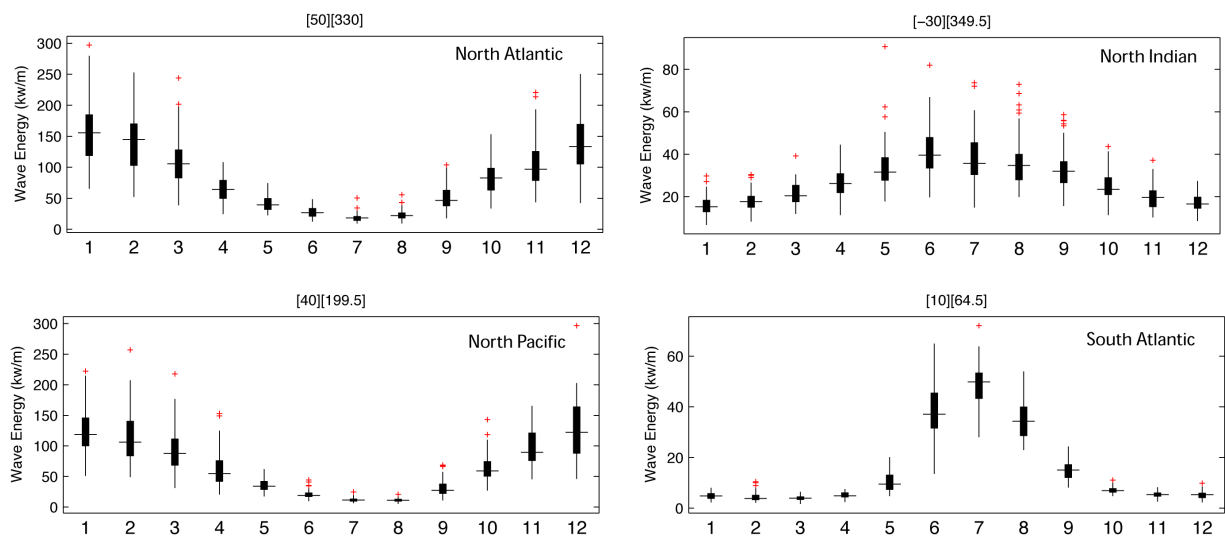 [50][330]
North Atlantic
Wave Energy (kw/m)
300
250
200
150
100
50
0
1 2 3 4 5 6 7 8 9 10 11 12
[−30][349.5]
North Indian
Wave Energy (kw/m)
80
60
40
20
1 2 3 4 5 6 7 8 9 10 11 12
[40][199.5]
North Pacific
Wave Energy (kw/m)
300
250
200
150
100
50
0
1 2 3 4 5 6 7 8 9 10 11 12
[10][64.5]
South Atlantic
Wave Energy (kw/m)
60
40
20
0
1 2 3 4 5 6 7 8 9 10 11 12